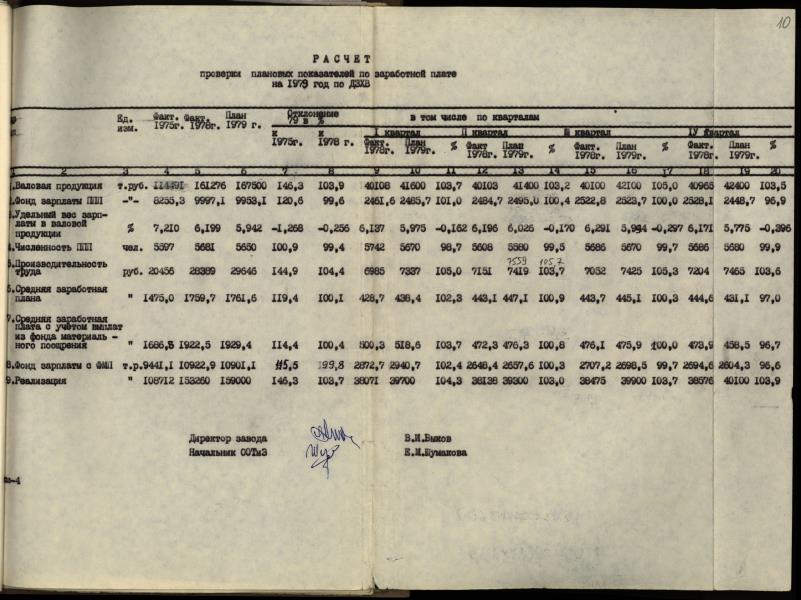 10
РАСЧЕТ
проверки плановых показателей по заработной плате
на 1979 год по ДЗХВ
Ед. изм. Факт. 1975г. Факт. 1978г. План 1979 г. Отклонение 79 в % в том числе по кварталам
к 1975г. к 1978 г. I квартал II квартал III квартал IУ квартал
Факт. 1978г. План 1979г. % Факт 1978г. План 1979г. % Факт. 1978г. План 1979г. % Факт. 1978г. План 1979г. %
1 2 3 4 5 6 7 8 9 10 11 12 13 14 15 16 17 18 19 20
1.Валовая продукция т.руб. 161276 167500 146,3 103,9 40108 41600 103,7 40103 41400 103,2 40100 42100 105,0 40965 42400 103,5
2.Фонд зарплаты ППП -"- 8255,3 9997,1 9953,1 120,6 99,6 2461,6 2485,7 101,0 2484,7 2495,0 100,4 2522,8 2523,7 100,0 2528,1 2448,7 96,9
3.Удельный вес зарп-
латы в валовой
продукции % 7,210 6,199 5,942 -1,268 -0,256 6,137 5,975 -0,162 6,196 6,026 -0,170 6,291 5,994 -0,297 6,171 5,775 -0,396
4.Численность ППП чел. 5597 5681 5650 100,9 99,4 5742 5670 98,7 5608 5580 99,5 5686 5670 99,7 5686 5680 99,9
7559 105,7
5.Производительность
труда руб. 20456 28389 29646 144,9 104,4 6985 7337 105,0 7151 7419 103,7 7052 7425 105,3 7204 7465 103,6
6.Средняя заработная
плана " 1475,0 1759,7 1761,6 119,4 100,1 428,7 438,4 102,3 443,1 447,1 100,9 443,7 445,1 100,3 444,6 431,1 97,0
7.Средняя заработная
плата с учётом выплат
из фонда материаль -
ного поощрения " 1686,3 1922,5 1929,4 114,4 100,4 500,3 518,6 103,7 472,3 476,3 100,8 476,1 475,9 100,0 473,9 458,5 96,7
8.Фонд зарплаты с ФМП т.р. 9441,1 10922,9 10901,1 115,5 99,8 2872,7 2940,7 102,4 2648,4 2657,6 100,3 2707,2 2698,5 99,7 2694,6 2604,3 96,6
9.Реализация " 108712 153260 159000 146,3 103,7 38071 39700 104,3 38138 39300 103,0 38475 39900 103,7 38576 40100 103,9
Директор завода В.И.Быков
Начальник СОТиЗ Е.М.Шумакова